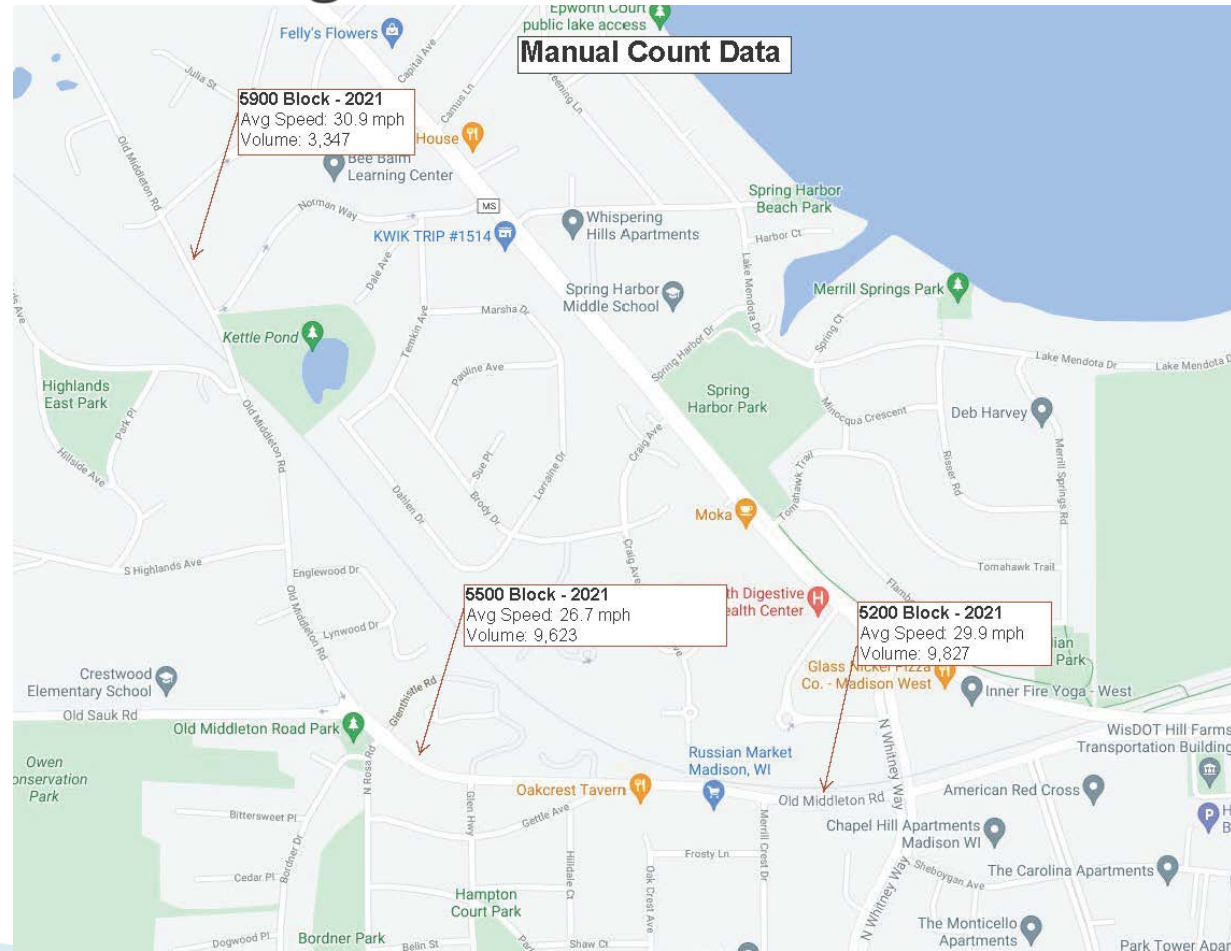 Epworth Court
public lake access
Felly's Flowers
Manual Count Data
Capital Ave
Julia St
Camus Ln
eening Ln
5900 Block - 2021
Avg Speed: 30.9 mph
Volume: 3,347
Old Middleton Rd
House
Bee Balm
Learning Center
Norman Way
MS
Spring Harbor
Beach Park
Whispering
Hills Apartments
KWIK TRIP #1514
Harbor Ct
Dale Ave
Lake Mendota Dr
Spring Harbor
Middle School
Merrill Springs Park
Marsha Dr
Temkin Ave
Kettle Pond
Spring Harbor Dr
Spring Ct
Lake Mendota Dr
Lake Mendota D
ds Ave
Pauline Ave
Highlands
East Park
Park Pl
Spring
Harbor Park
Minocqua Crescent
Deb Harvey
Old Middleton Rd
Hillside Ave
Craig Ave
Sue Pl
Lorraine Dr
Risser Rd
Merrill Springs Rd
Brody Dr
Dahlen Dr
Tomahawk Trail
Moka
Craig Ave
S Highlands Ave
Englewood Dr
Tomahawk Trail
5500 Block - 2021
Avg Speed: 26.7 mph
Volume: 9,623
th Digestive
ealth Center
Flamb
5200 Block - 2021
Avg Speed: 29.9 mph
Volume: 9,827
Old Middleton Rd
Lynwood Dr
ian
Park
Crestwood
Elementary School
Glass Nickel Pizza
Co. - Madison West
Inner Fire Yoga - West
Glenthistle Rd
Old Sauk Rd
Old Middleton Road Park
N Whitney Way
WisDOT Hill Farms
Transportation Building
Owen
onservation
Park
N Rosa Rd
Russian Market
Madison, WI
Oakcrest Tavern
Old Middleton Rd
American Red Cross
Glen Hwy
Gettle Ave
Bittersweet Pl
Merrill Crest Dr
Chapel Hill Apartments
Madison WI
H
B
Bordner Dr
Frosty Ln
Hilldale Ct
Oak Crest Ave
N Whitney Way
Sheboygan Ave
The Carolina Apartments
Cedar Pl
Hampton
Court Park
The Monticello
Apartments
Dogwood Pl
Bordner Park
Belin St
Shaw Ct
Park Tower Apa